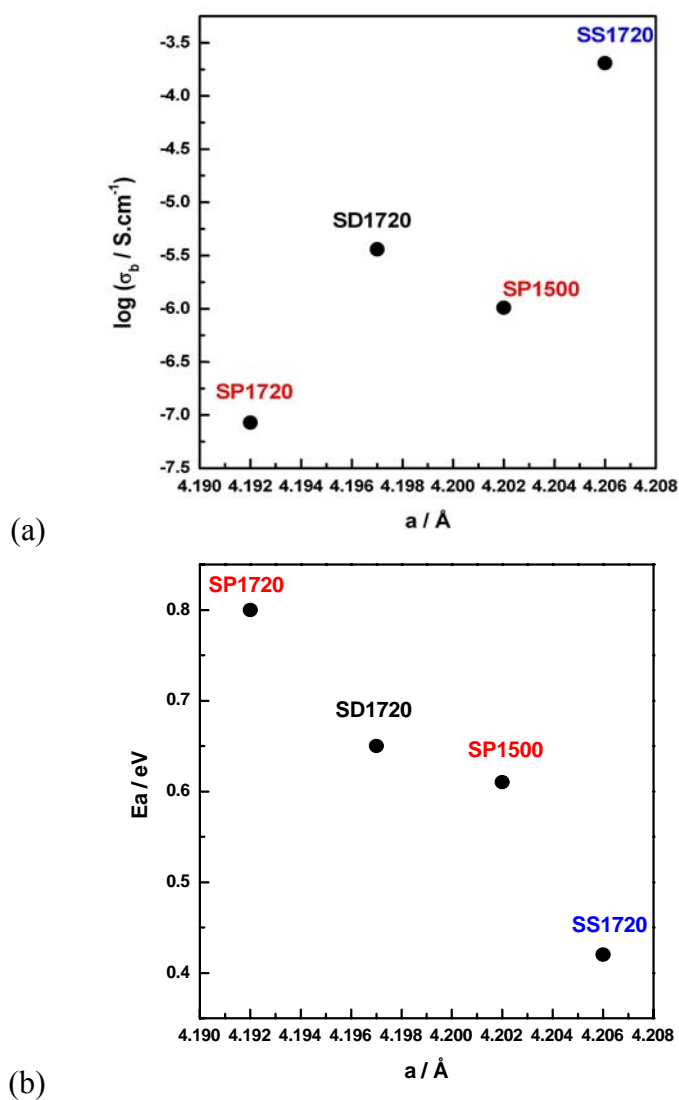 SS1720
-3.5
-4.0
-4.5
-5.0
SD1720
-5.5
SP1500
-6.0
-6.5
SP1720
-7.0
-7.5
log (σb / S.cm-1)
4.190 4.192 4.194 4.196 4.198 4.200 4.202 4.204 4.206 4.208
a / Å
(a)
SP1720
0.8
0.7
SD1720
SP1500
0.6
0.5
SS1720
0.4
Ea / eV
4.190 4.192 4.194 4.196 4.198 4.200 4.202 4.204 4.206 4.208
a / Å
(b)